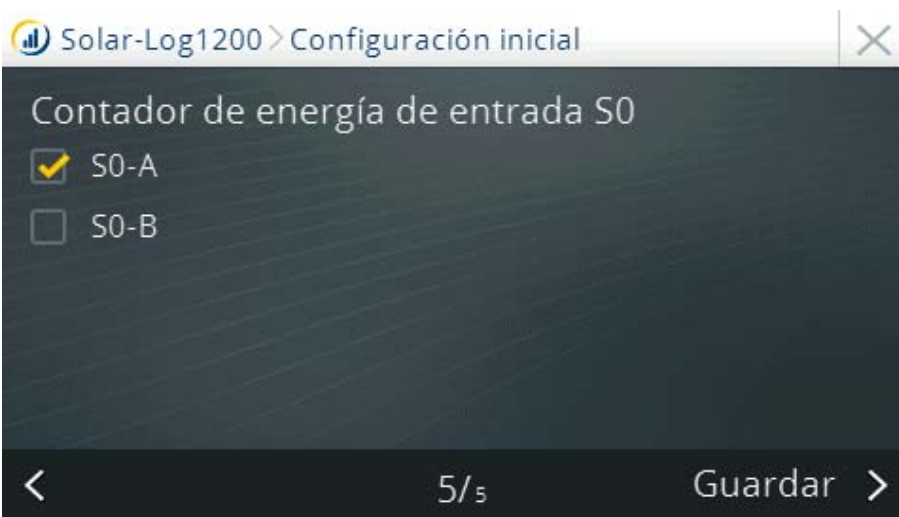 Solar-Log1200 > Configuración inicial
Contador de energía de entrada S0
S0-A
S0-B
5/5 Guardar